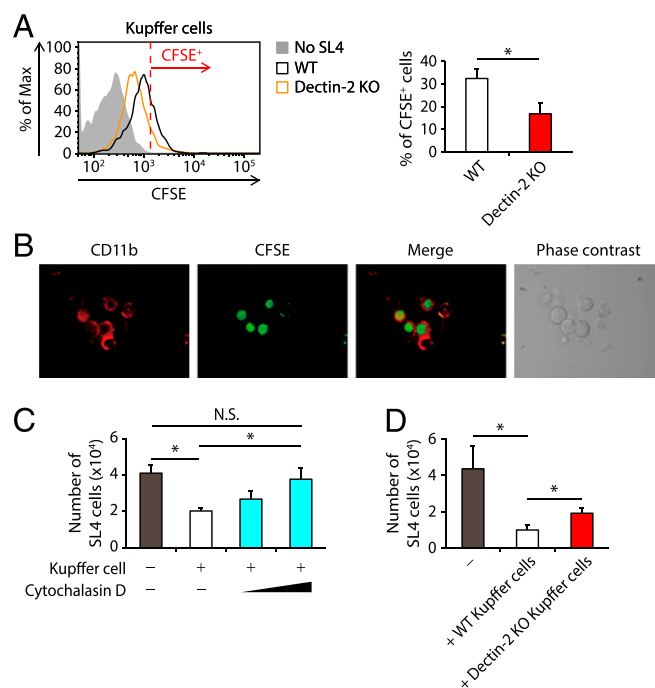 A
Kupffer cells
% of Max
100
80
60
40
20
0
10² 10³ 10⁴ 10⁵
CFSE
CFSE⁺
No SL4
WT
Dectin-2 KO
% of CFSE⁺ cells
40
30
20
10
0
*
WT
Dectin-2 KO
B
CD11b CFSE Merge Phase contrast
C
N.S.
* *
Number of
SL4 cells (x10⁴)
6
4
2
0
Kupffer cell − + + +
Cytochalasin D − −
D
*
*
Number of
SL4 cells (x10⁴)
6
4
2
0
−
+ WT Kupffer cells
+ Dectin-2 KO Kupffer cells